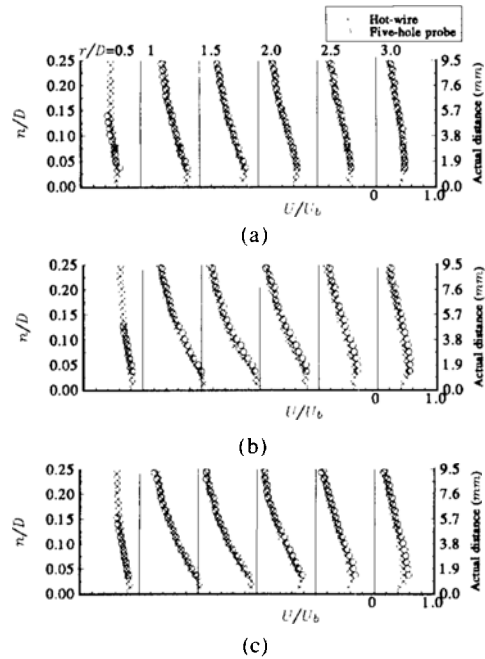 Hot-wire
Five-hole probe
r/D=0.5 1 1.5 2.0 2.5 3.0
0.25 9.5
0.20 7.6
0.15 5.7
0.10 3.8
0.05 1.9
0.00 0.0
n/D
Actual distance (mm)
0 1.0
U/U_b
(a)
0.25 9.5
0.20 7.6
0.15 5.7
0.10 3.8
0.05 1.9
0.00 0.0
n/D
Actual distance (mm)
0 1.0
U/U_b
(b)
0.25 9.5
0.20 7.6
0.15 5.7
0.10 3.8
0.05 1.9
0.00 0.0
n/D
Actual distance (mm)
0 1.0
U/U_b
(c)